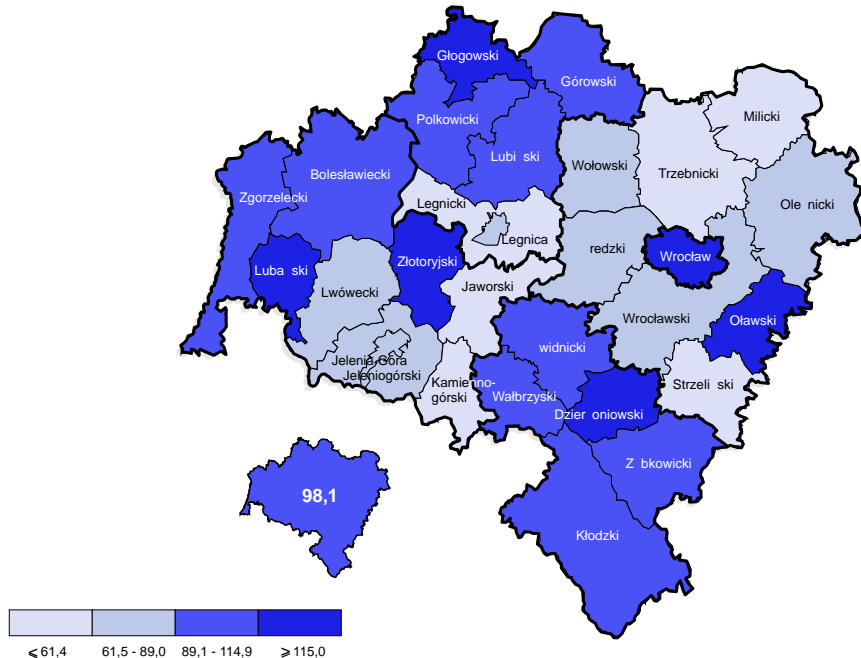 Głogowski
Górowski
Milicki
Polkowicki
Lubi ski
Wołowski
Trzebnicki
Bolesławiecki
Zgorzelecki
Ole nicki
Legnicki
Legnica
redzki
Wrocław
Luba ski
Złotoryjski
Lwówecki
Jaworski
Wrocławski
Oławski
widnicki
Jelenia Góra
Jeleniogórski
Kamienno-
górski
Wałbrzyski
Strzeli ski
Dzier oniowski
Z bkowicki
98,1
Kłodzki
⩽ 61,4 61,5 - 89,0 89,1 - 114,9 ⩾ 115,0